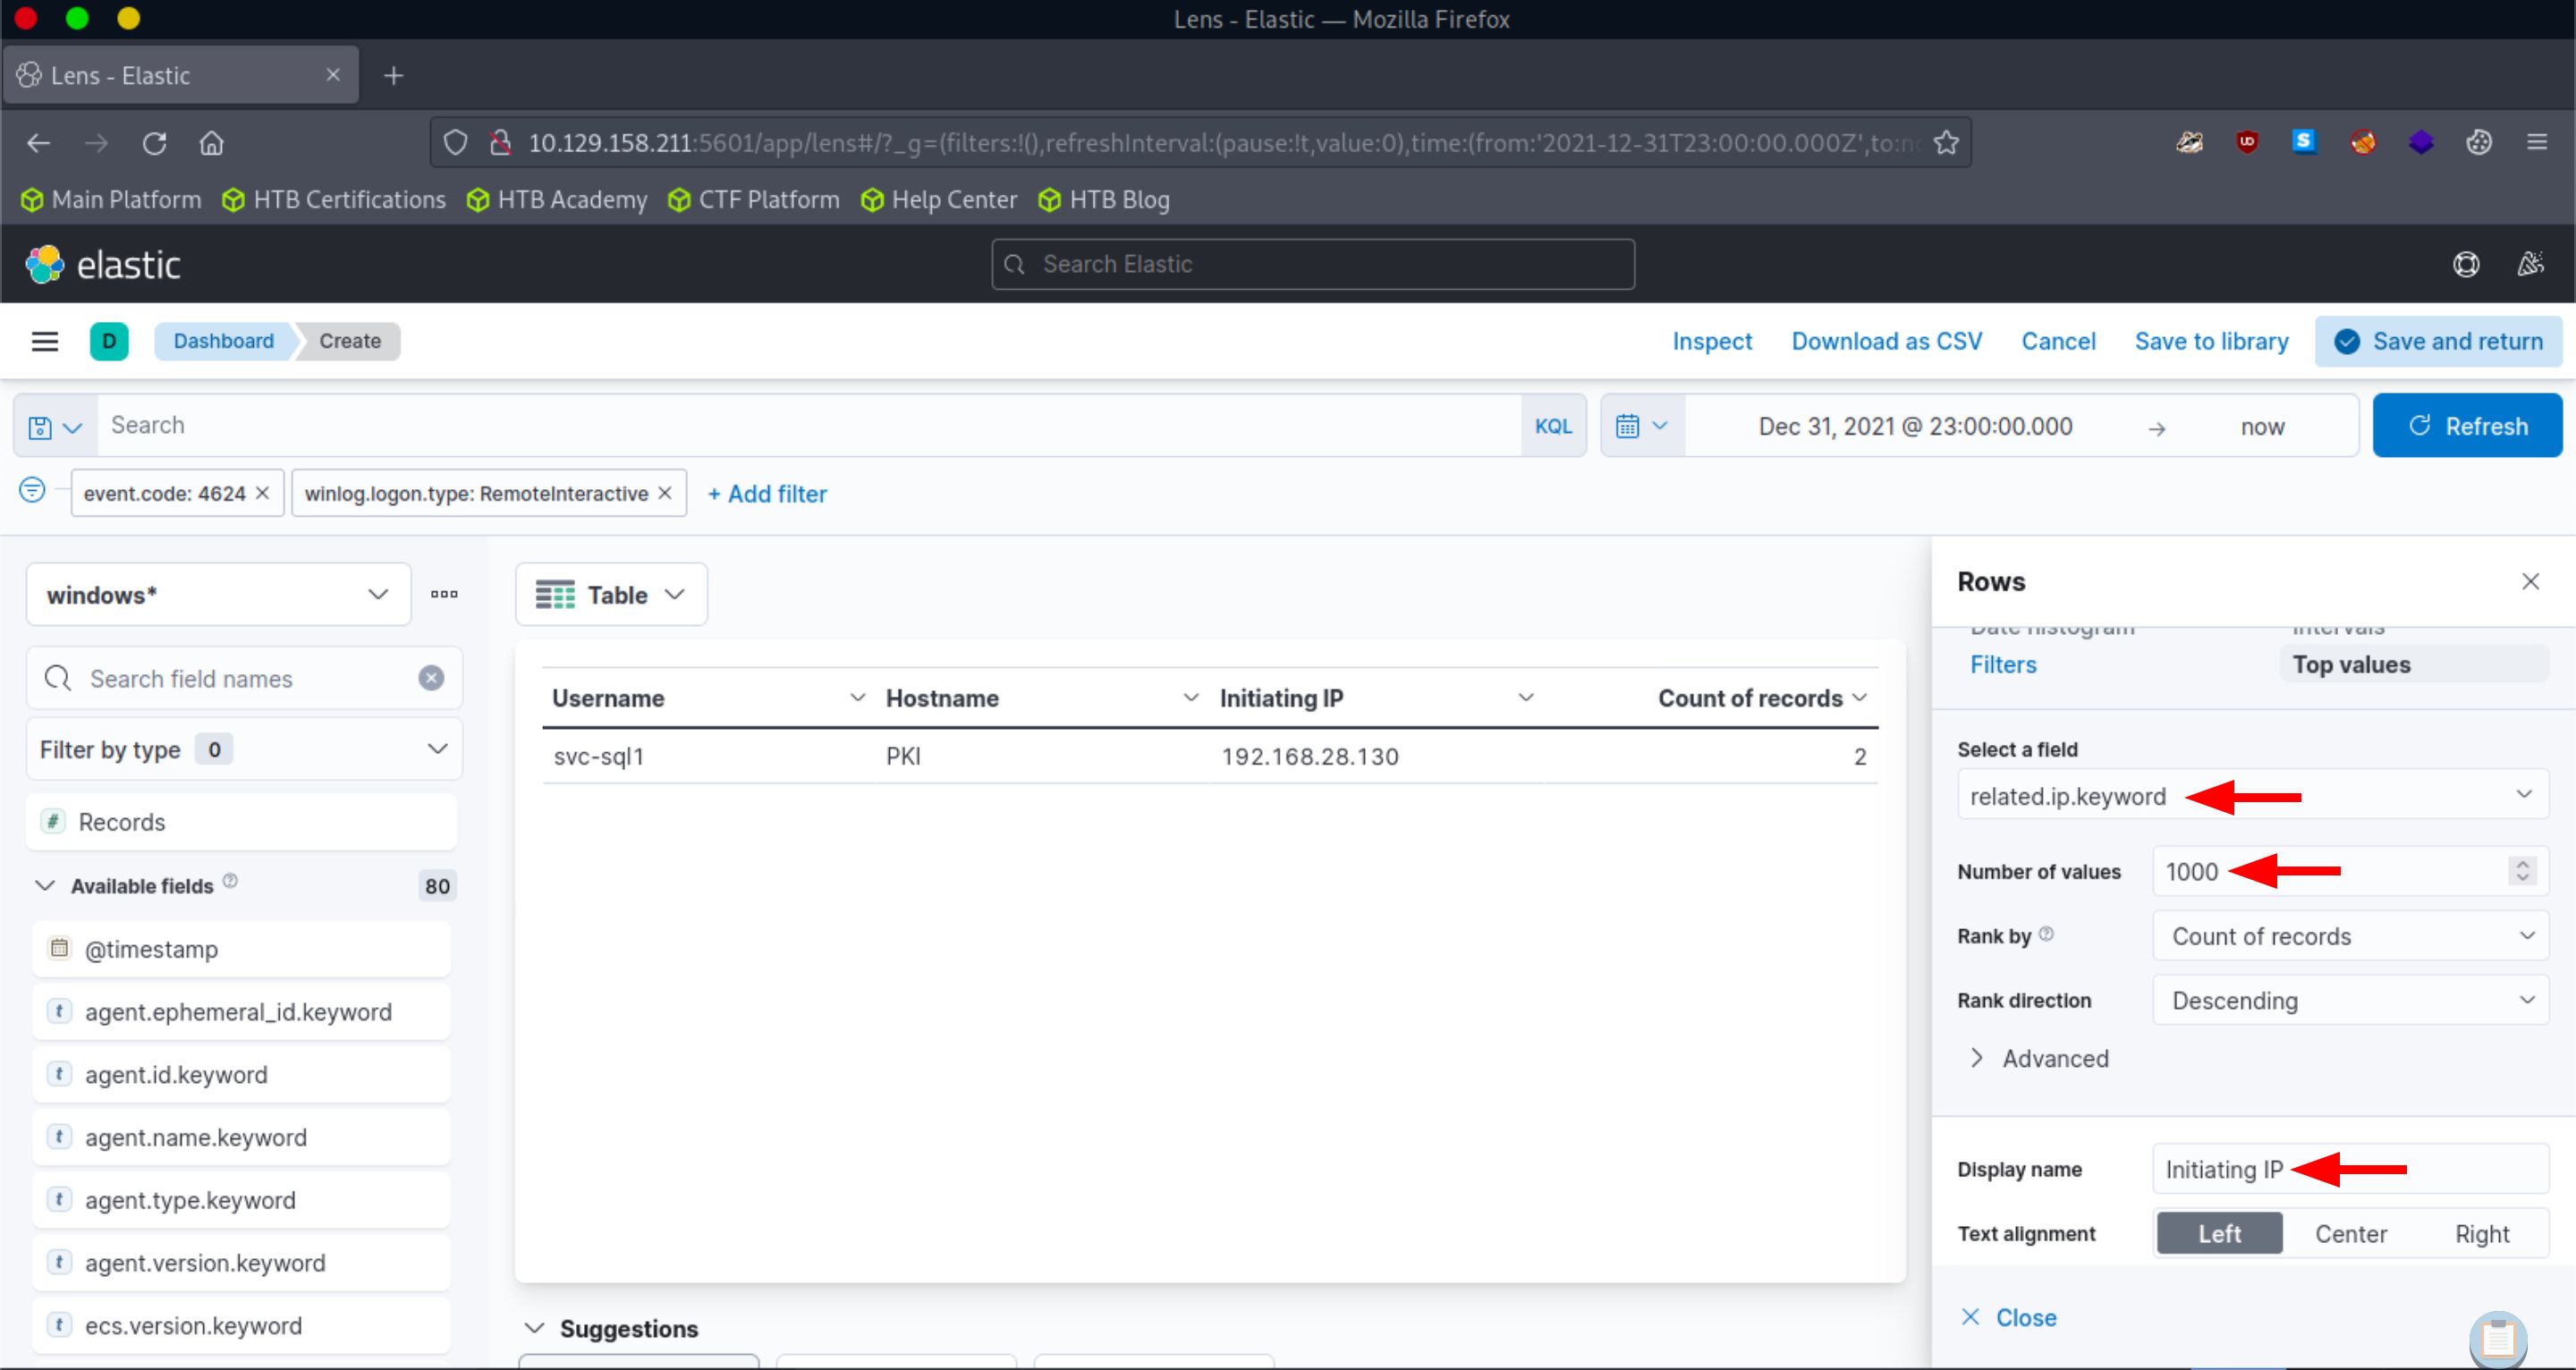 Lens - Elastic — Mozilla Firefox
Lens - Elastic
10.129.158.211:5601/app/lens#/?_g=(filters:!(),refreshInterval:(pause:!t,value:0),time:(from:'2021-12-31T23:00:00.000Z',to:n
Main Platform HTB Certifications HTB Academy CTF Platform Help Center HTB Blog
elastic
Search Elastic
D Dashboard Create
Inspect Download as CSV Cancel Save to library Save and return
Search KQL Dec 31, 2021 @ 23:00:00.000 → now Refresh
event.code: 4624 winlog.logon.type: RemoteInteractive + Add filter
windows*
Search field names
Filter by type 0
# Records
Available fields 80
@timestamp
t agent.ephemeral_id.keyword
t agent.id.keyword
t agent.name.keyword
t agent.type.keyword
t agent.version.keyword
t ecs.version.keyword
Table
Username Hostname Initiating IP Count of records
svc-sql1 PKI 192.168.28.130 2
Suggestions
Rows
Date histogram Intervals
Filters Top values
Select a field
related.ip.keyword
Number of values 1000
Rank by Count of records
Rank direction Descending
Advanced
Display name Initiating IP
Text alignment Left Center Right
Close